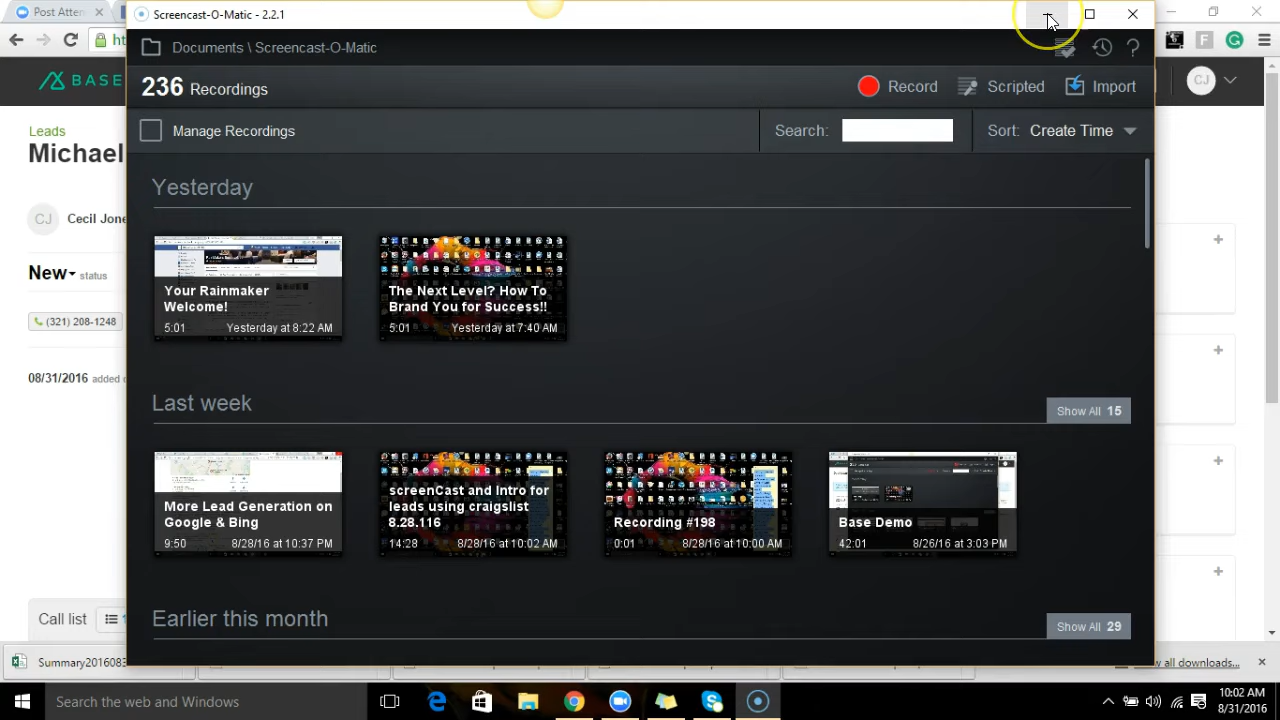 Post Atten
Screencast-O-Matic - 2.2.1
Documents \ Screencast-O-Matic
236 Recordings
Record
Scripted
Import
BASE
CJ
Manage Recordings
Search:
Sort: Create Time
Leads
Michael
CJ
Cecil Jone
New
status
(321) 208-1248
08/31/2016 added
Yesterday
Your Rainmaker
Welcome!
5:01 Yesterday at 8:22 AM
The Next Level? How To
Brand You for Success!!
5:01 Yesterday at 7:40 AM
Last week
Show All 15
More Lead Generation on
Google & Bing
9:50 8/28/16 at 10:37 PM
screenCast and Intro for
leads using craigslist
8.28.116
14:28 8/28/16 at 10:02 AM
Recording #198
0:01 8/28/16 at 10:00 AM
Base Demo
42:01 8/26/16 at 3:03 PM
Earlier this month
Show All 29
Call list
Summary2016083
all downloads...
Search the web and Windows
10:02 AM
8/31/2016